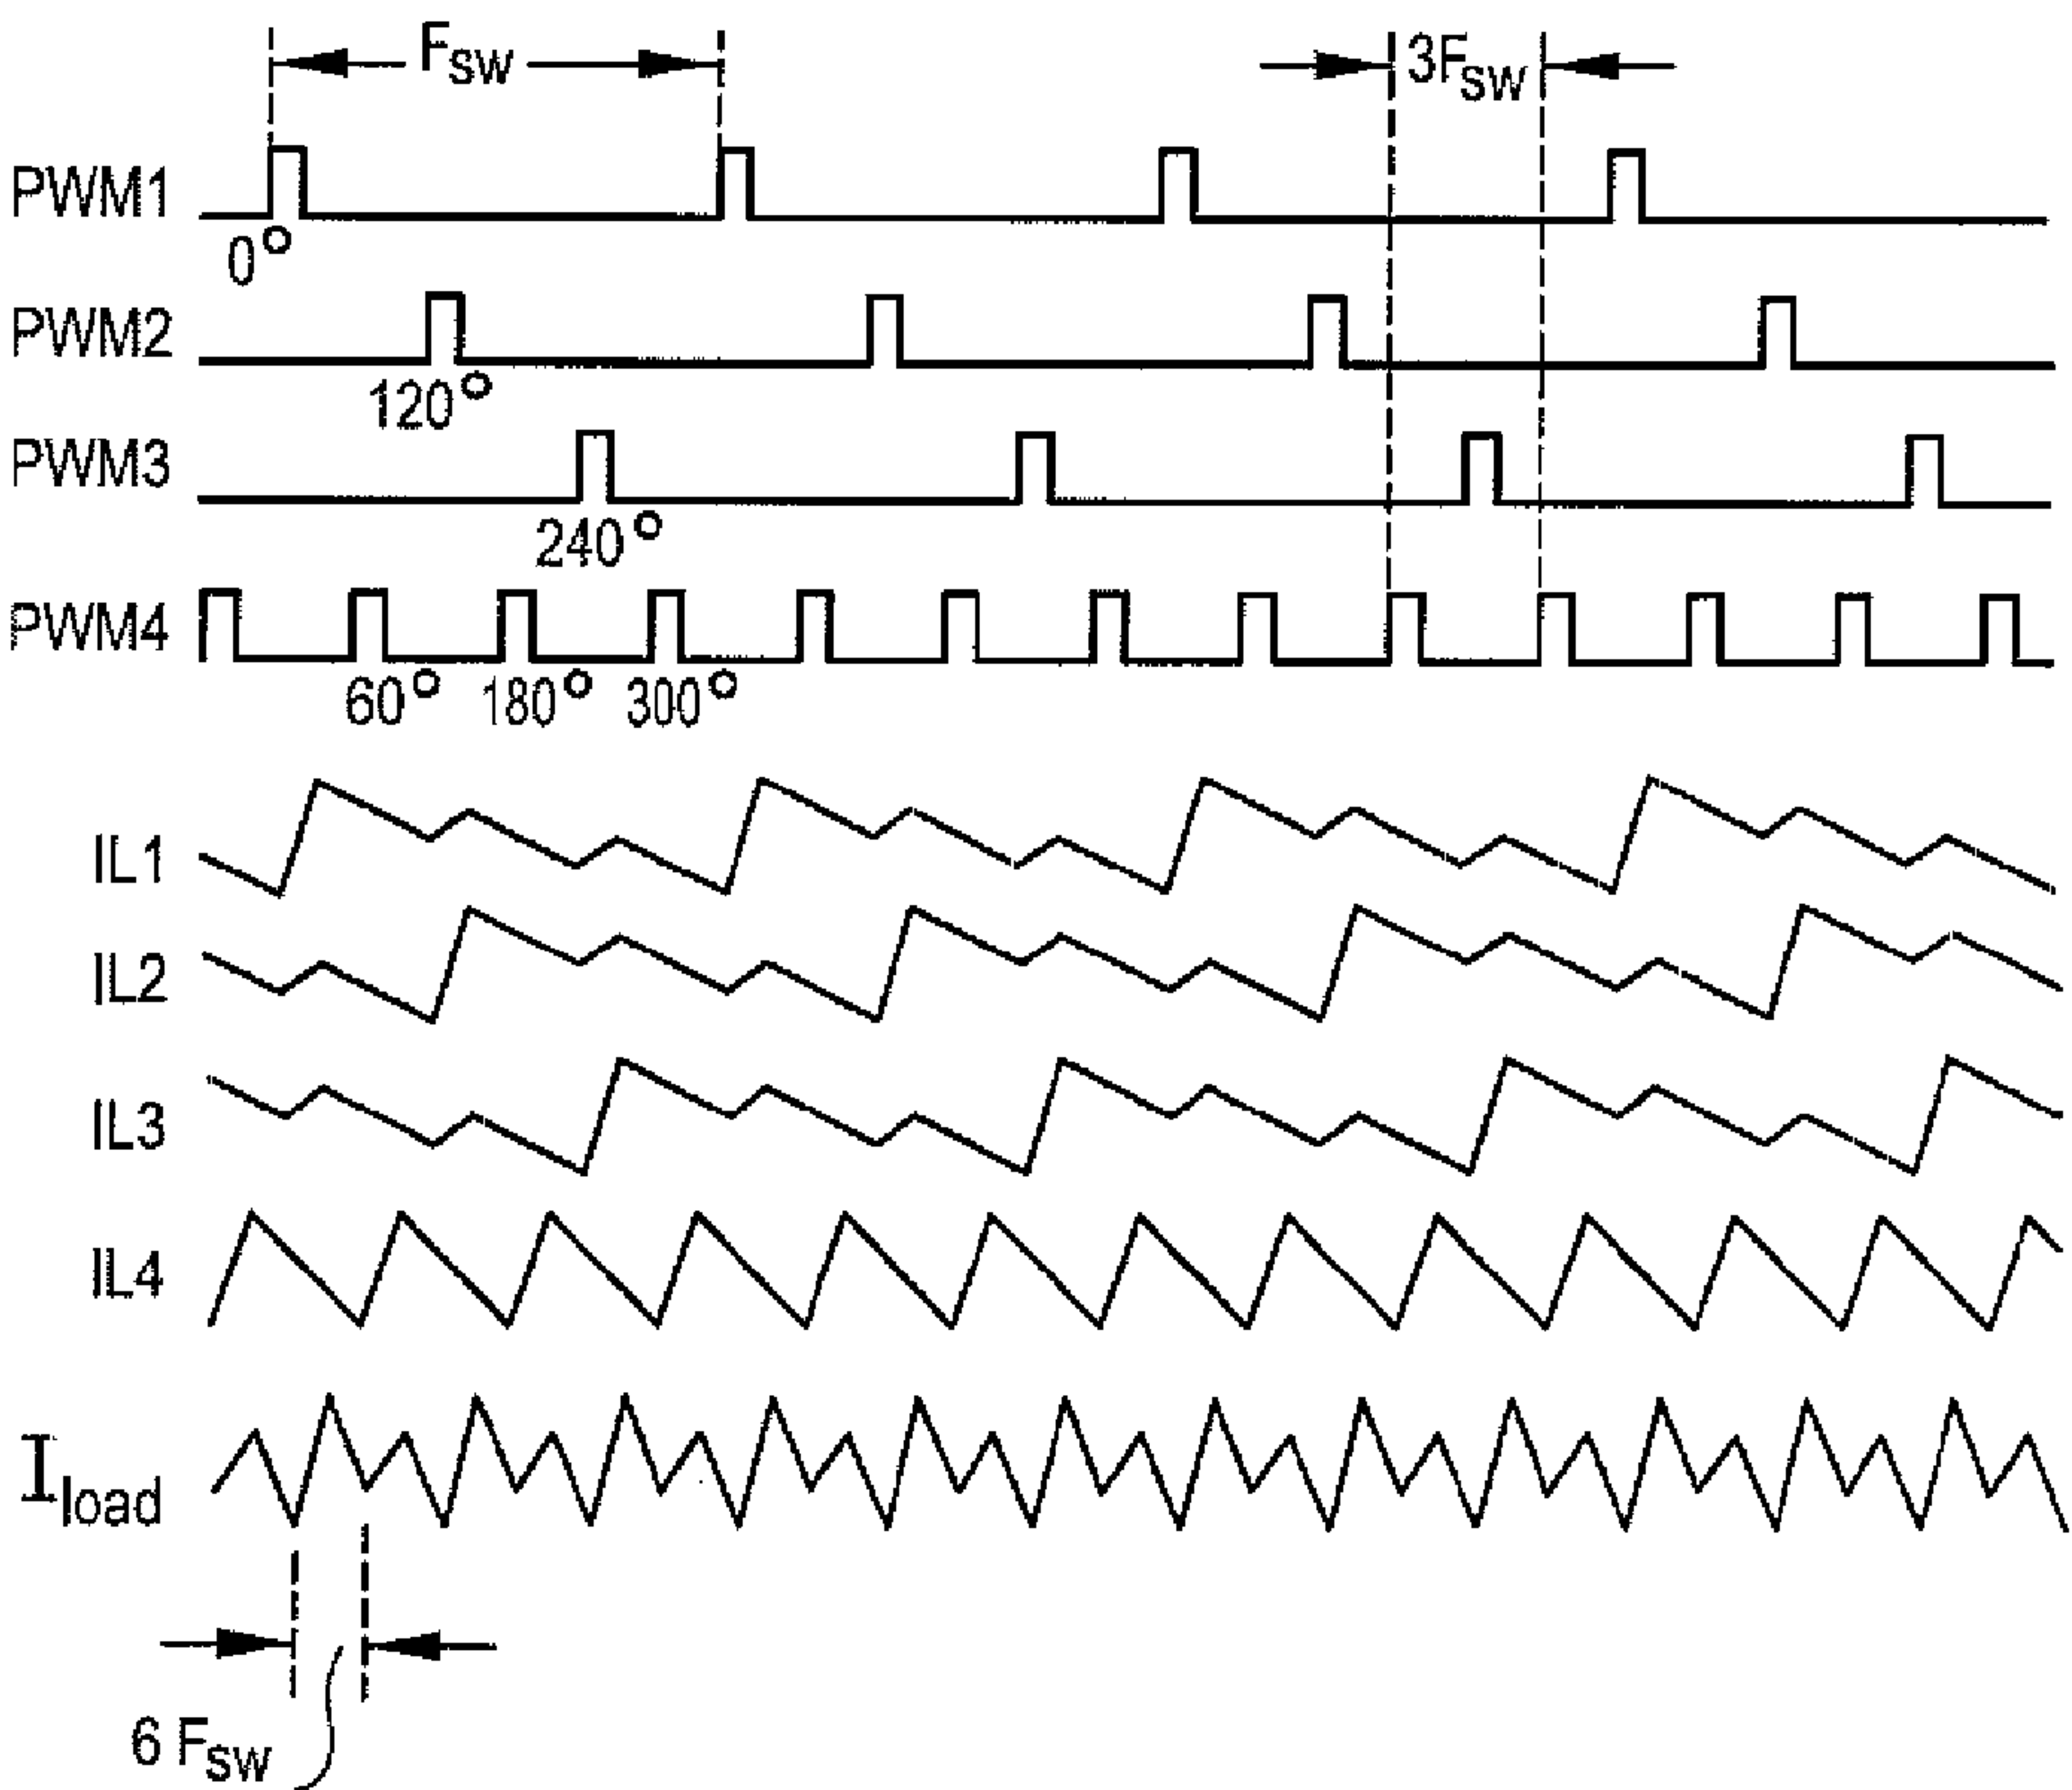 Fsw 3Fsw
PWM1
0°
PWM2
120°
PWM3
240°
PWM4
60° 180° 300°
IL1
IL2
IL3
IL4
Iload
6 Fsw